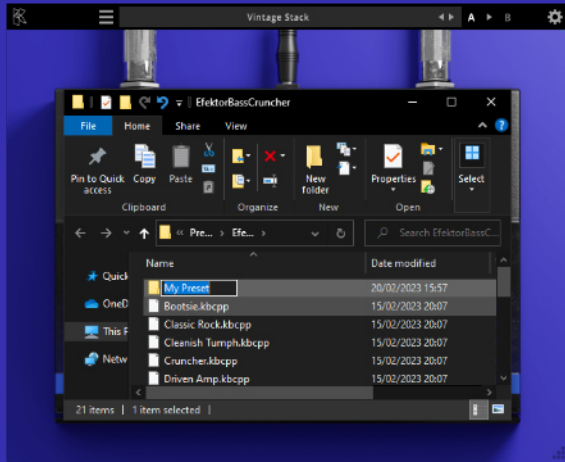 Vintage Stack
A
B
EfektorBassCruncher
File Home Share View
Pin to Quick access
Copy
Paste
New folder
Properties
Select
Clipboard Organize New Open
« Pre... › Efe... ›
Search EfektorBassC...
Name Date modified
Quick
OneD
This P
Netw
My Preset 20/02/2023 15:57
Bootsie.kbcpp 15/02/2023 20:07
Classic Rock.kbcpp 15/02/2023 20:07
Cleanish Tumph.kbcpp 15/02/2023 20:07
Cruncher.kbcpp 15/02/2023 20:07
Driven Amp.kbcpp 15/02/2023 20:07
21 items | 1 item selected |